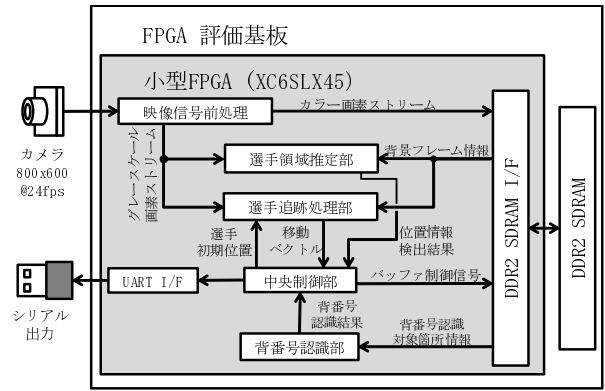 FPGA 評価基板
小型FPGA (XC6SLX45)
映像信号前処理
カラー画素ストリーム
カメラ
800x600
@24fps
グレースケール
画素ストリーム
選手領域推定部
背景フレーム情報
選手追跡処理部
選手
初期位置
移動
ベクトル
位置情報
検出結果
DDR2 SDRAM I/F
DDR2 SDRAM
UART I/F
中央制御部
バッファ制御信号
シリアル
出力
背番号
認識結果
背番号認識
対象箇所情報
背番号認識部